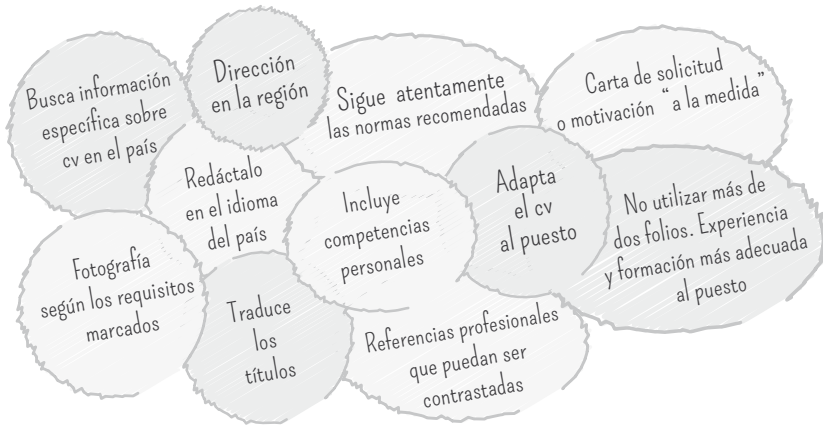 Busca información
específica sobre
cv en el país
Dirección
en la región
Sigue atentamente
las normas recomendadas
Carta de solicitud
o motivación “a la medida”
Redáctalo
en el idioma
del país
Incluye
competencias
personales
Adapta
el cv
al puesto
No utilizar más de
dos folios. Experiencia
y formación más adecuada
al puesto
Fotografía
según los requisitos
marcados
Traduce
los
títulos
Referencias profesionales
que puedan ser
contrastadas